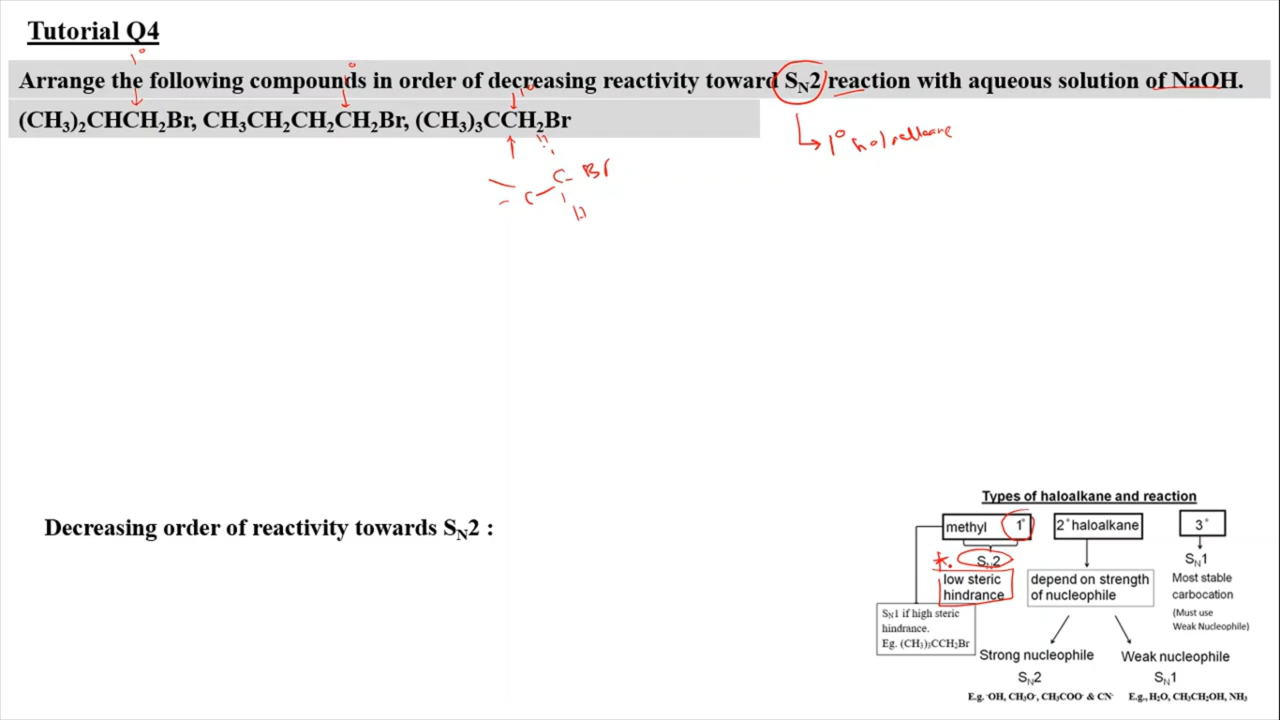 Tutorial Q4
1°
1°
1°
Arrange the following compounds in order of decreasing reactivity toward SN2 reaction with aqueous solution of NaOH.
(CH3)2CHCH2Br, CH3CH2CH2CH2Br, (CH3)3CCH2Br
1° haloalkane
H
C Br
C
H
Decreasing order of reactivity towards SN2 :
Types of haloalkane and reaction
methyl 1° 2° haloalkane 3°
SN2
SN1
low steric hindrance
depend on strength of nucleophile
Most stable carbocation
(Must use Weak Nucleophile)
SN1 if high steric
hindrance.
Eg. (CH3)3CCH2Br
Strong nucleophile Weak nucleophile
SN2 SN1
E.g. -OH, CH3O-, CH3COO- & CN- E.g., H2O, CH3CH2OH, NH3